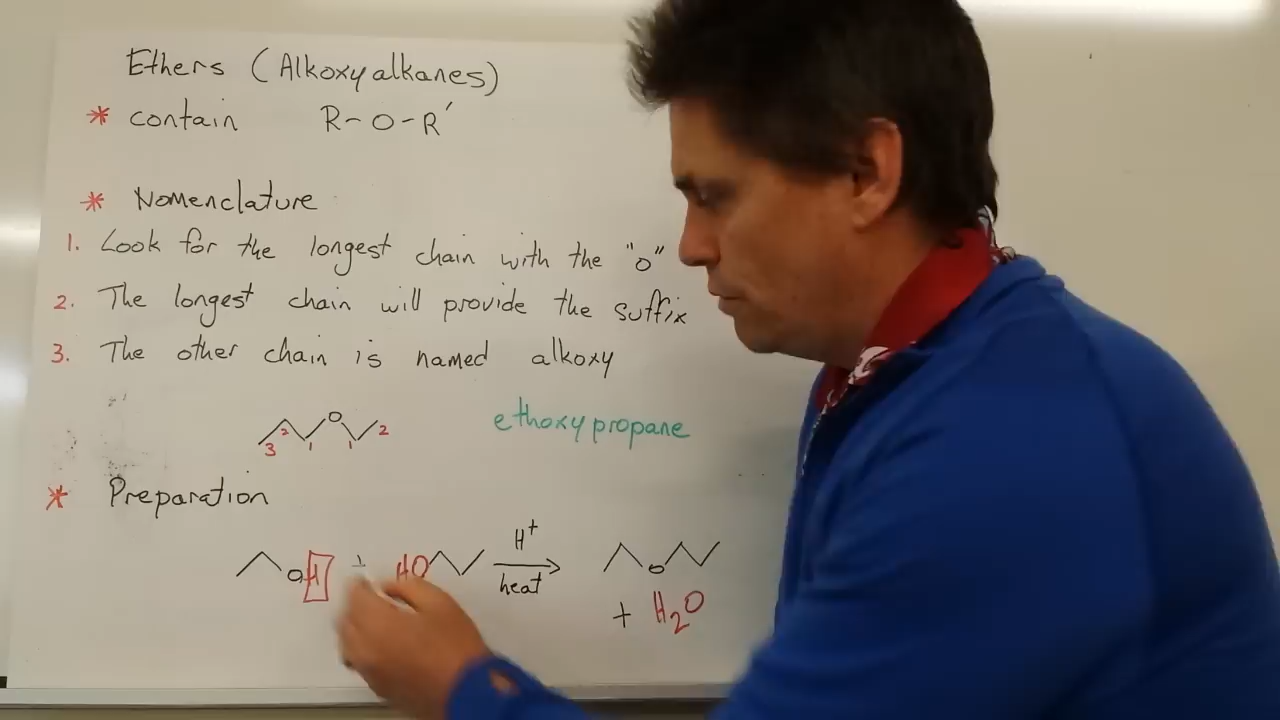 Ethers (Alkoxyalkanes)
* contain R-O-R'
* Nomenclature
1. Look for the longest chain with the "o"
2. The longest chain will provide the suffix
3. The other chain is named alkoxy
3 2 1 O 1 2 ethoxypropane
* Preparation
OH + HO H+ heat O
+ H2O